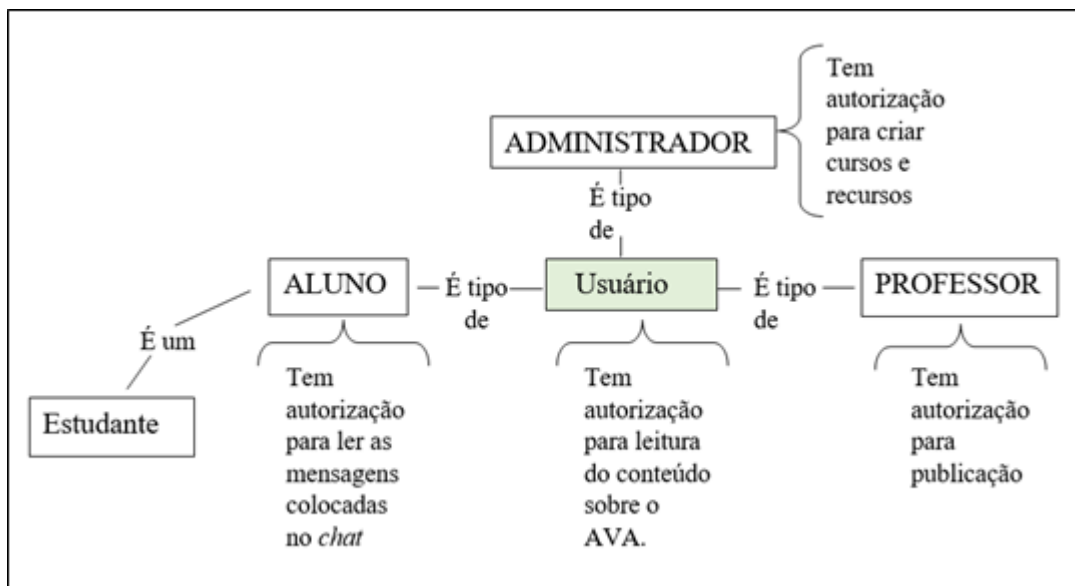 Tem
autorização
para criar
cursos e
recursos
ADMINISTRADOR
É tipo
de
ALUNO
É tipo
de
Usuário
É tipo
de
PROFESSOR
É um
Estudante
Tem
autorização
para ler as
mensagens
colocadas
no chat
Tem
autorização
para leitura
do conteúdo
sobre o
AVA.
Tem
autorização
para
publicação